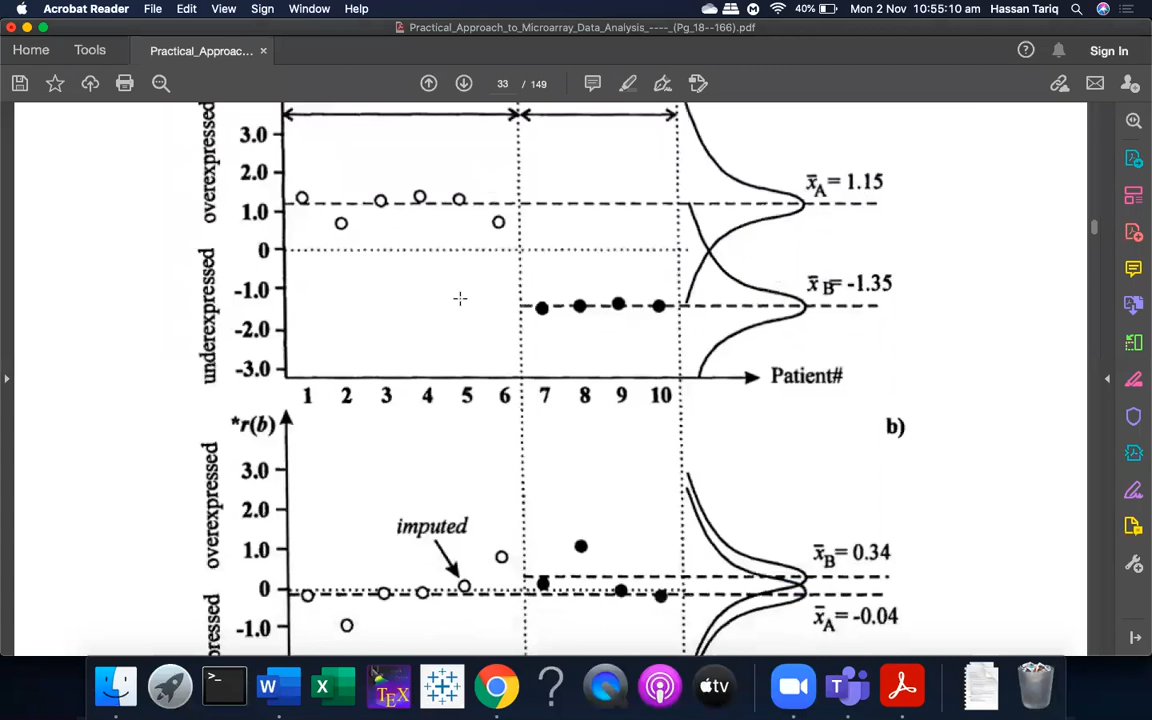 Acrobat Reader File Edit View Sign Window Help 40% Mon 2 Nov 10:55:10 am Hassan Tariq
Practical_Approach_to_Microarray_Data_Analysis_----_(Pg_18--166).pdf
Home Tools Practical_Approac... × Sign In
33 / 149
overexpressed
3.0
2.0
1.0
0
underexpressed
-1.0
-2.0
-3.0
x̄A = 1.15
x̄B = -1.35
Patient#
1 2 3 4 5 6 7 8 9 10
*r(b)
b)
overexpressed
3.0
2.0
1.0
0
-1.0
imputed
x̄B = 0.34
x̄A = -0.04
pressed
W X TEX T tv